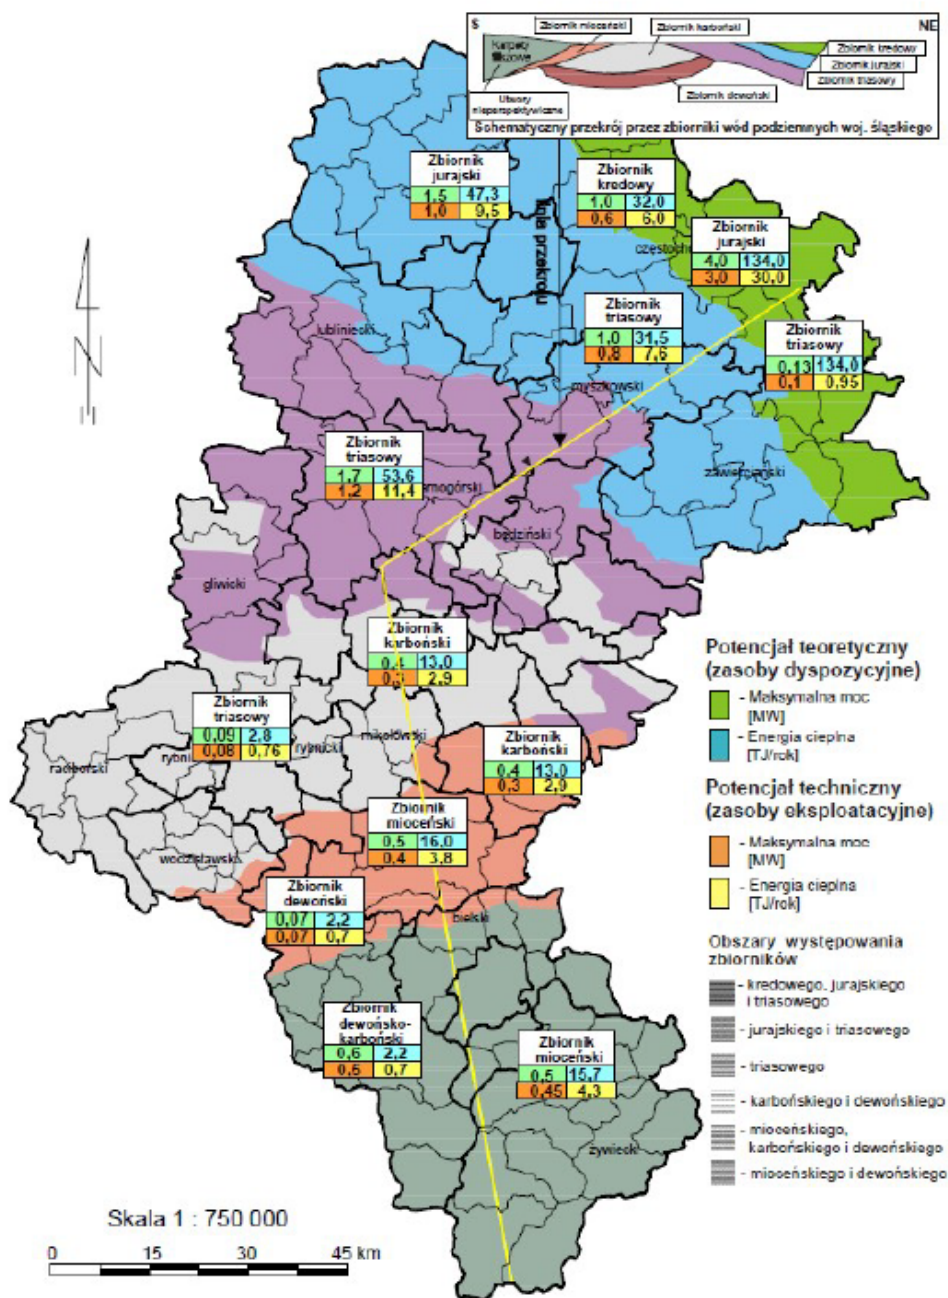 S
NE
Zbiornik mioceński
Zbiornik karboński
Karpaty
Zbiornik kredowy
Zbiornik jurajski
Zbiornik triasowy
Utwory
nieperspektywiczne
Zbiornik dewoński
Schematyczny przekrój przez zbiorniki wód podziemnych woj. śląskiego
linia przekroju
Zbiornik
jurajski
1,5 47,3
1,0 9,5
Zbiornik
kredowy
1,0 32,0
0,6 6,0
Zbiornik
jurajski
4,0 134,0
3,0 30,0
Zbiornik
triasowy
1,0 31,5
0,8 7,6
Zbiornik
triasowy
0,13 134,0
0,1 0,95
lubliniecki
myszkowski
Zbiornik
triasowy
1,7 53,6
1,2 11,4
zawierciański
będziński
gliwicki
Zbiornik
karboński
0,4 13,0
0,3 2,9
Zbiornik
triasowy
0,09 2,8
0,08 0,76
raciborski
rybnicki
mikołowski
Zbiornik
karboński
0,4 13,0
0,3 2,9
Zbiornik
mioceński
0,5 16,0
0,4 3,8
wodzisławski
Zbiornik
dewoński
0,07 2,2
0,07 0,7
bielski
Zbiornik
dewońsko-
karboński
0,6 2,2
0,5 0,7
Zbiornik
mioceński
0,5 15,7
0,45 4,3
żywiecki
Potencjał teoretyczny
(zasoby dyspozycyjne)
- Maksymalna moc
[MW]
- Energia cieplna
[TJ/rok]
Potencjał techniczny
(zasoby eksploatacyjne)
- Maksymalna moc
[MW]
- Energia cieplna
[TJ/rok]
Obszary występowania
zbiorników
- kredowego, jurajskiego
i triasowego
- jurajskiego i triasowego
- triasowego
- karbońskiego i dewońskiego
- mioceńskiego,
karbońskiego i dewońskiego
- mioceńskiego i dewońskiego
Skala 1 : 750 000
0 15 30 45 km
N